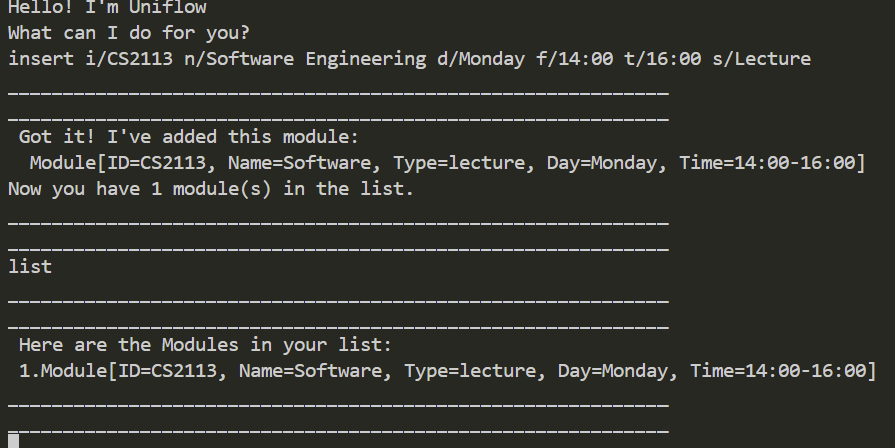 Hello! I'm Uniflow
What can I do for you?
insert i/CS2113 n/Software Engineering d/Monday f/14:00 t/16:00 s/Lecture
____________________________________________________________
____________________________________________________________
 Got it! I've added this module:
  Module[ID=CS2113, Name=Software, Type=lecture, Day=Monday, Time=14:00-16:00]
Now you have 1 module(s) in the list.
____________________________________________________________
____________________________________________________________
list
____________________________________________________________
____________________________________________________________
 Here are the Modules in your list:
 1.Module[ID=CS2113, Name=Software, Type=lecture, Day=Monday, Time=14:00-16:00]
____________________________________________________________
____________________________________________________________